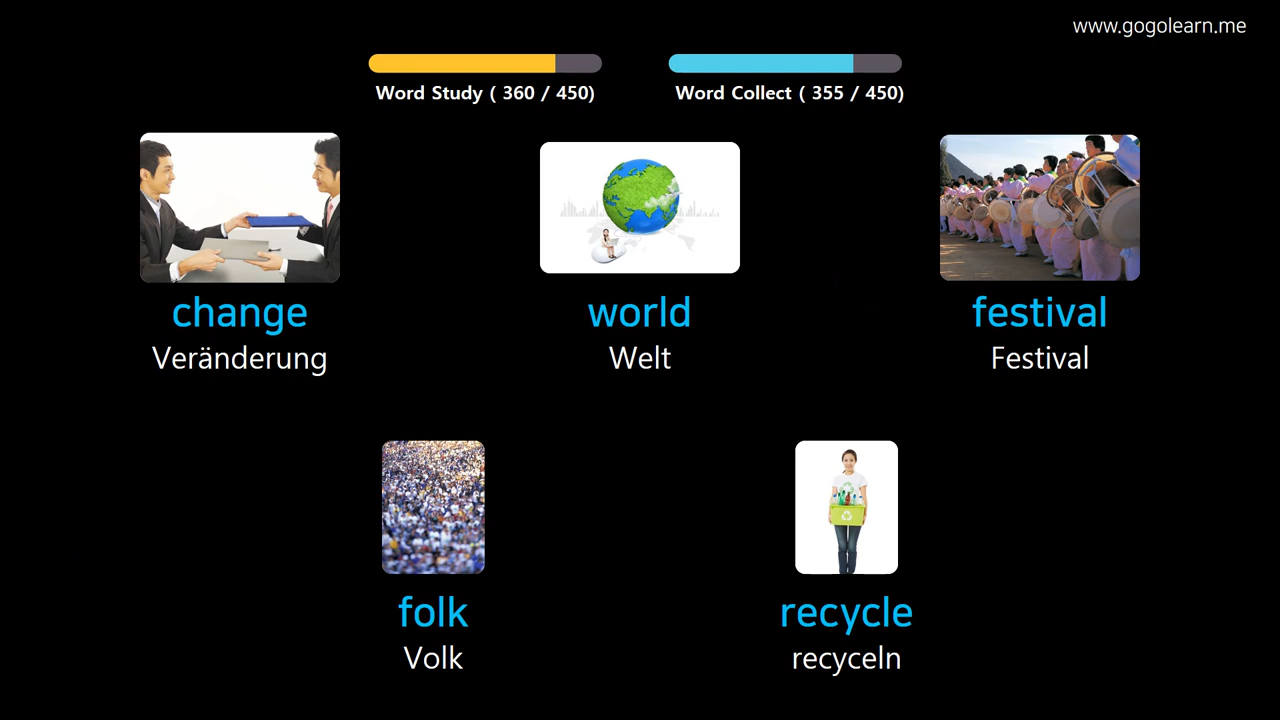 www.gogolearn.me
Word Study ( 360 / 450)
Word Collect ( 355 / 450)
change
Veränderung
world
Welt
festival
Festival
folk
Volk
recycle
recyceln